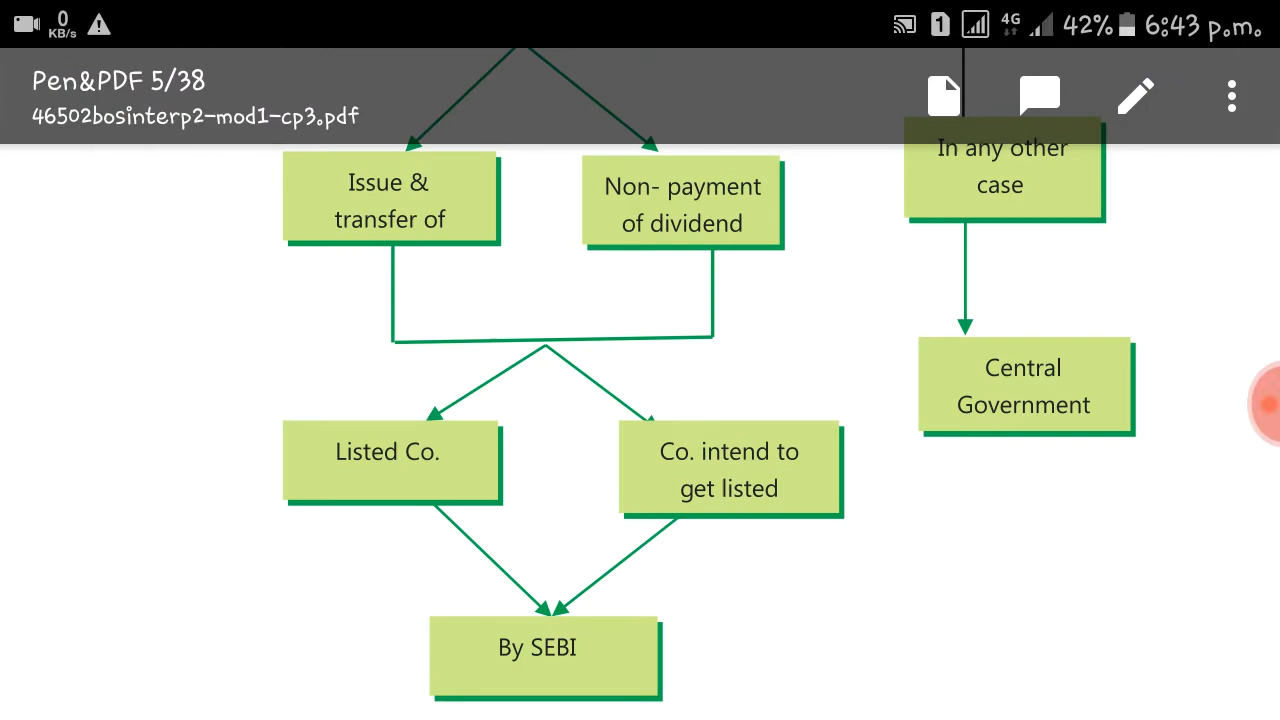 0
KB/s
1
4G
42%
6:43 p.m.
Pen&PDF 5/38
46502bosinterp2-mod1-cp3.pdf
Issue &
transfer of
Non- payment
of dividend
In any other
case
Central
Government
Listed Co.
Co. intend to
get listed
By SEBI